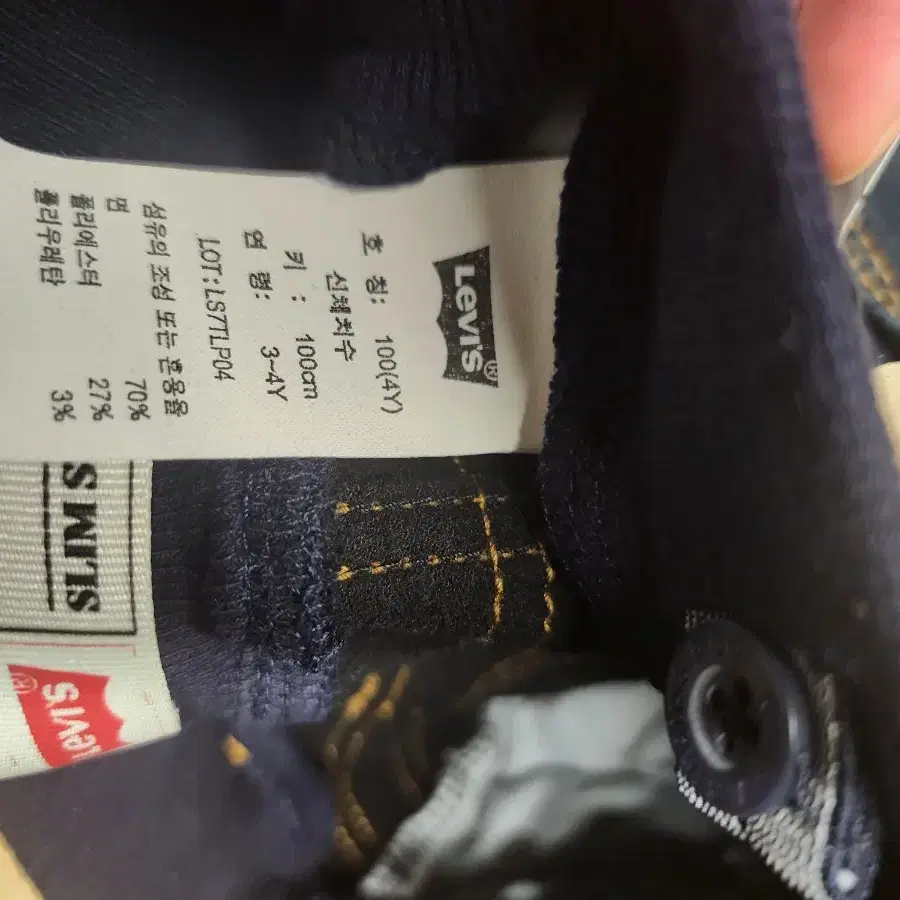 LEVI'S®
호 칭: 100(4Y)
신체치수
키 : 100cm
연 령: 3~4Y
LOT:LS7TLP04
섬유의 조성 또는 혼용율
면 70%
폴리에스터 27%
폴리우레탄 3%
SLIM S
Levi's®